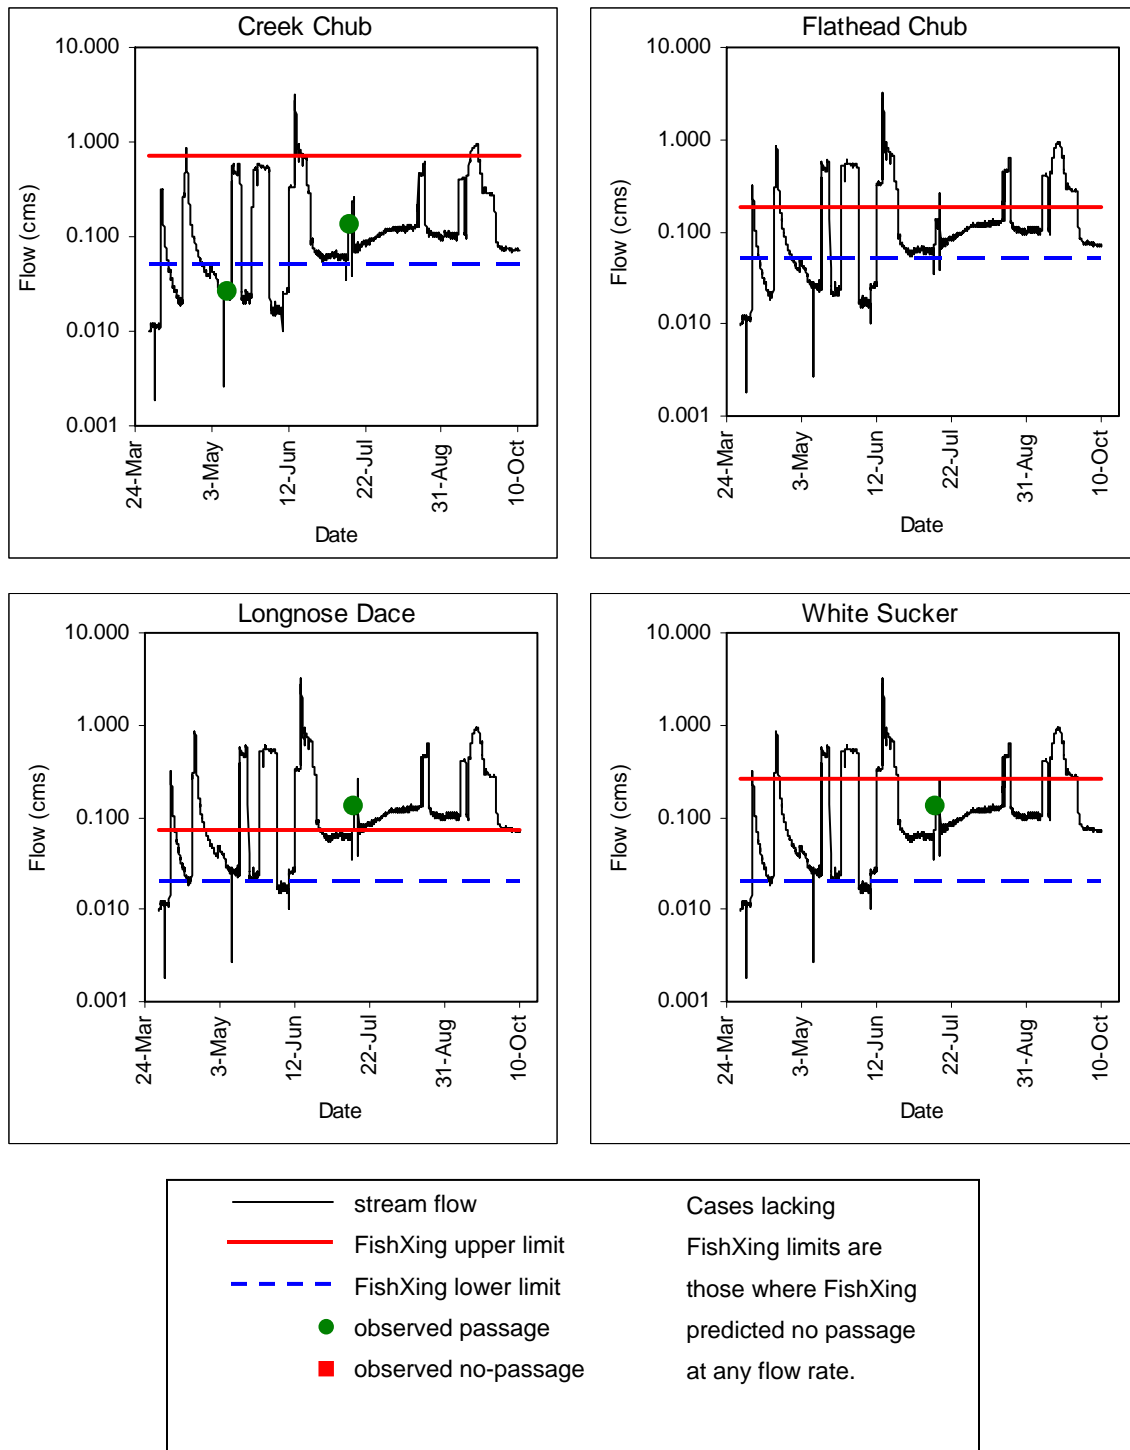 Creek Chub
10.000
1.000
0.100
0.010
0.001
Flow (cms)
24-Mar
3-May
12-Jun
22-Jul
31-Aug
10-Oct
Date
Flathead Chub
10.000
1.000
0.100
0.010
0.001
Flow (cms)
24-Mar
3-May
12-Jun
22-Jul
31-Aug
10-Oct
Date
Longnose Dace
10.000
1.000
0.100
0.010
0.001
Flow (cms)
24-Mar
3-May
12-Jun
22-Jul
31-Aug
10-Oct
Date
White Sucker
10.000
1.000
0.100
0.010
0.001
Flow (cms)
24-Mar
3-May
12-Jun
22-Jul
31-Aug
10-Oct
Date
stream flow
FishXing upper limit
FishXing lower limit
observed passage
observed no-passage
Cases lacking
FishXing limits are
those where FishXing
predicted no passage
at any flow rate.